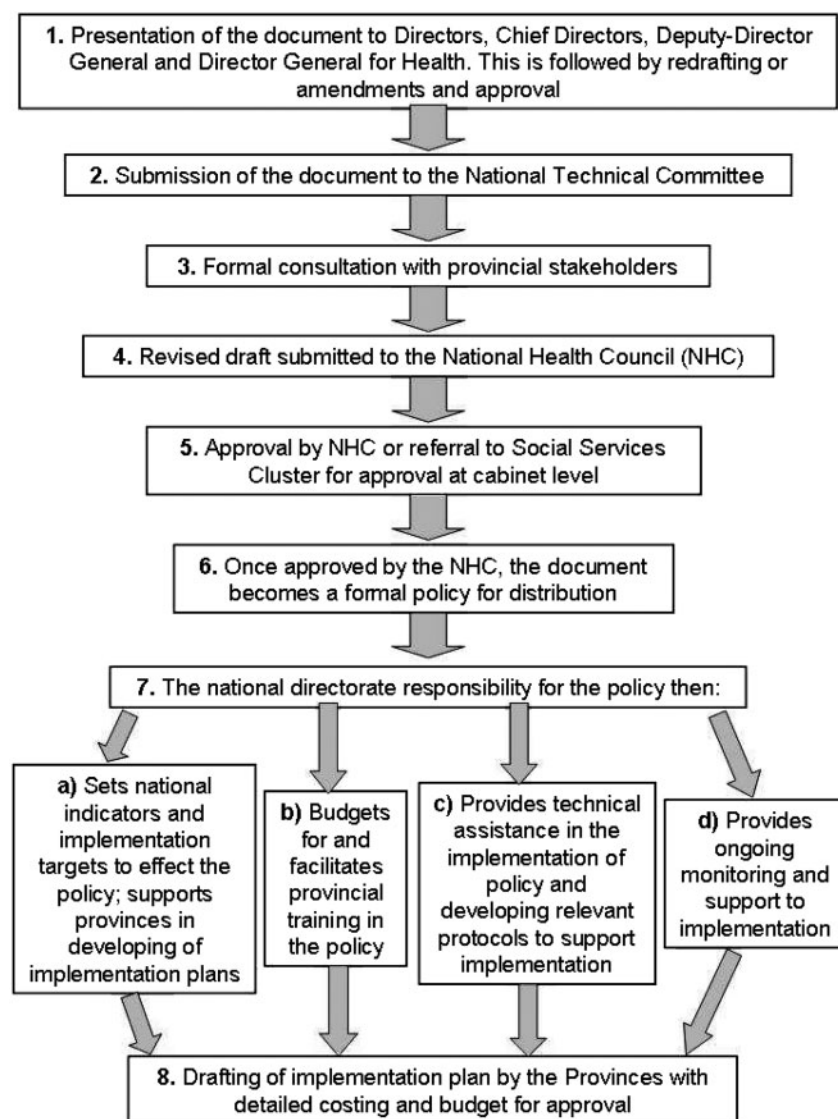 1. Presentation of the document to Directors, Chief Directors, Deputy-Director
General and Director General for Health. This is followed by redrafting or
amendments and approval
2. Submission of the document to the National Technical Committee
3. Formal consultation with provincial stakeholders
4. Revised draft submitted to the National Health Council (NHC)
5. Approval by NHC or referral to Social Services
Cluster for approval at cabinet level
6. Once approved by the NHC, the document
becomes a formal policy for distribution
7. The national directorate responsibility for the policy then:
a) Sets national
indicators and
implementation
targets to effect the
policy; supports
provinces in
developing of
implementation plans
b) Budgets
for and
facilitates
provincial
training in
the policy
c) Provides technical
assistance in the
implementation of
policy and
developing relevant
protocols to support
implementation
d) Provides
ongoing
monitoring and
support to
implementation
8. Drafting of implementation plan by the Provinces with
detailed costing and budget for approval